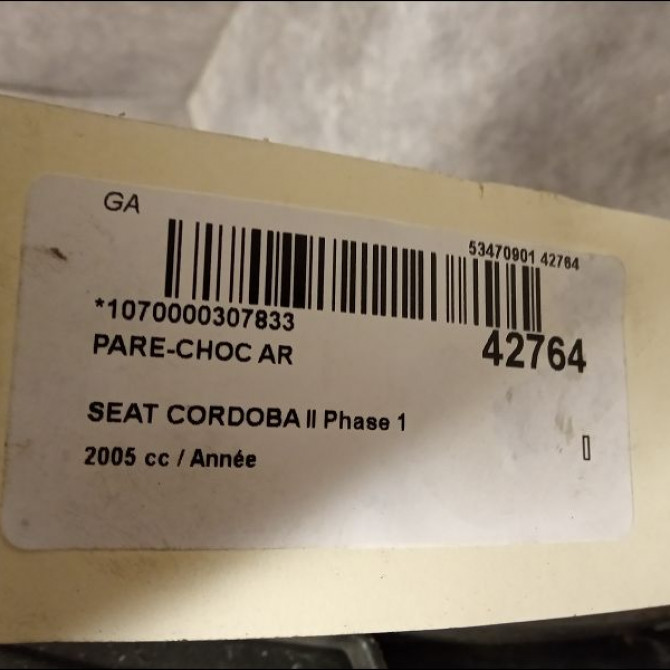 GA
53470901 42764
*1070000307833
PARE-CHOC AR
42764
SEAT CORDOBA II Phase 1
2005 cc / Année